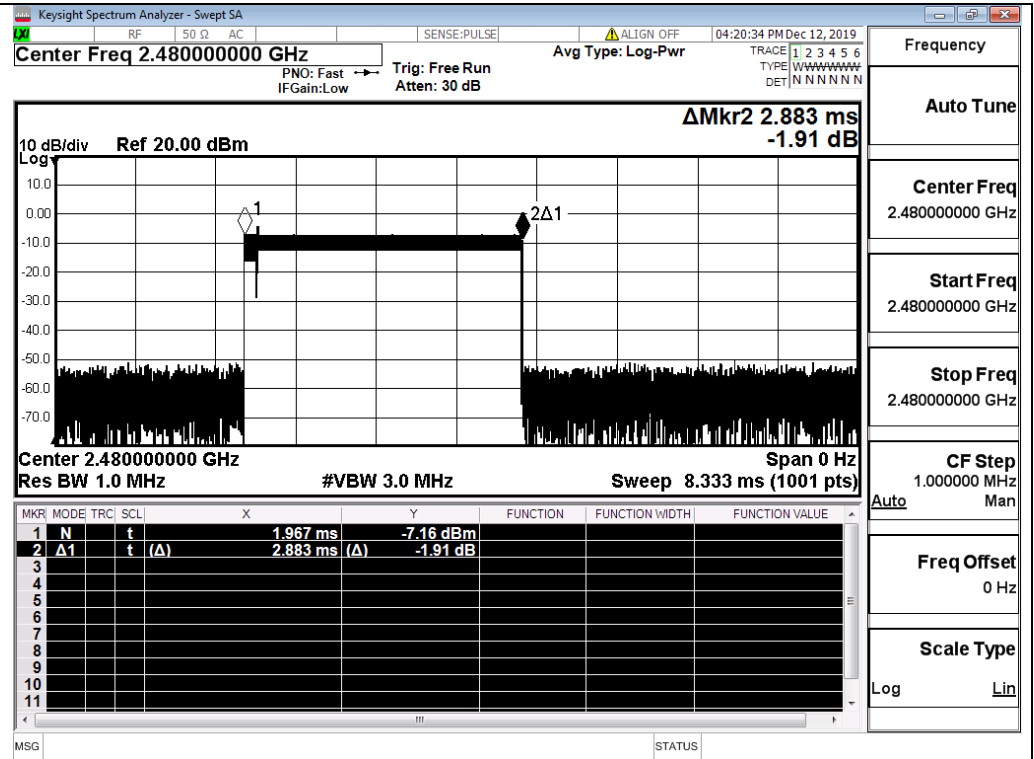 Keysight Spectrum Analyzer - Swept SA
LXI RF 50 Ω AC SENSE:PULSE ALIGN OFF 04:20:34 PM Dec 12, 2019
Center Freq 2.480000000 GHz
PNO: Fast
IFGain:Low
Trig: Free Run
Atten: 30 dB
Avg Type: Log-Pwr
TRACE 1 2 3 4 5 6
TYPE WWWWWW
DET N N N N N N
ΔMkr2 2.883 ms
-1.91 dB
10 dB/div Ref 20.00 dBm
Log
10.0
0.00
-10.0
-20.0
-30.0
-40.0
-50.0
-60.0
-70.0
1
2Δ1
Center 2.480000000 GHz Span 0 Hz
Res BW 1.0 MHz #VBW 3.0 MHz Sweep 8.333 ms (1001 pts)
MKR MODE TRC SCL X Y FUNCTION FUNCTION WIDTH FUNCTION VALUE
1 N t 1.967 ms -7.16 dBm
2 Δ1 t (Δ) 2.883 ms (Δ) -1.91 dB
3
4
5
6
7
8
9
10
11
MSG STATUS
Frequency
Auto Tune
Center Freq
2.480000000 GHz
Start Freq
2.480000000 GHz
Stop Freq
2.480000000 GHz
CF Step
1.000000 MHz
Auto Man
Freq Offset
0 Hz
Scale Type
Log Lin